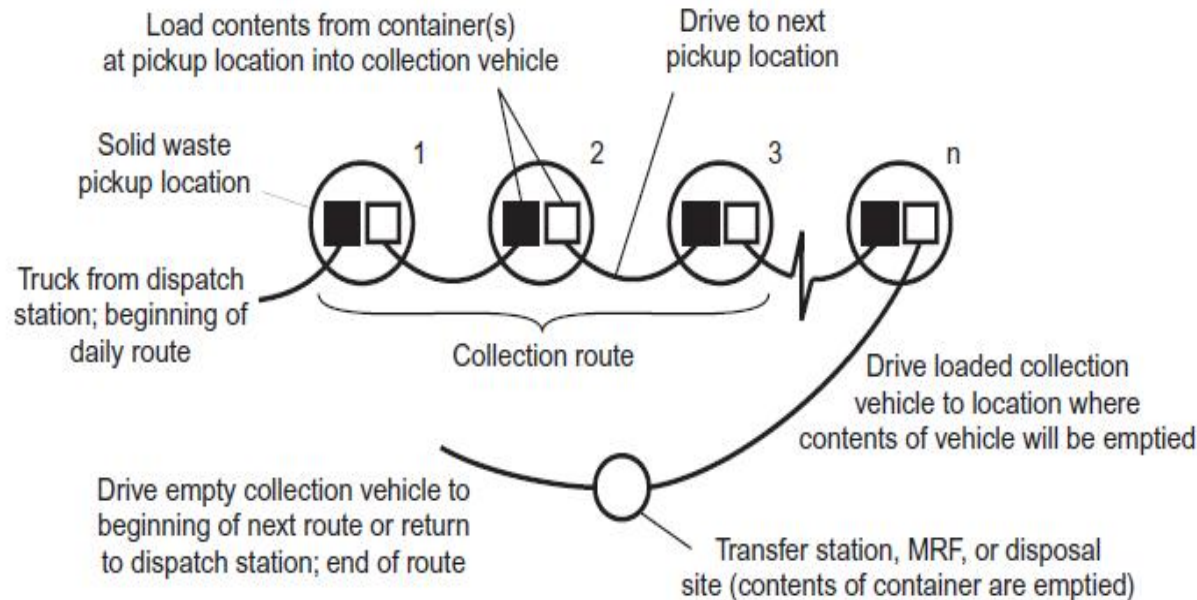 Load contents from container(s)
at pickup location into collection vehicle
Drive to next
pickup location
Solid waste
pickup location
1
2
3
n
Truck from dispatch
station; beginning of
daily route
Collection route
Drive loaded collection
vehicle to location where
contents of vehicle will be emptied
Drive empty collection vehicle to
beginning of next route or return
to dispatch station; end of route
Transfer station, MRF, or disposal
site (contents of container are emptied)